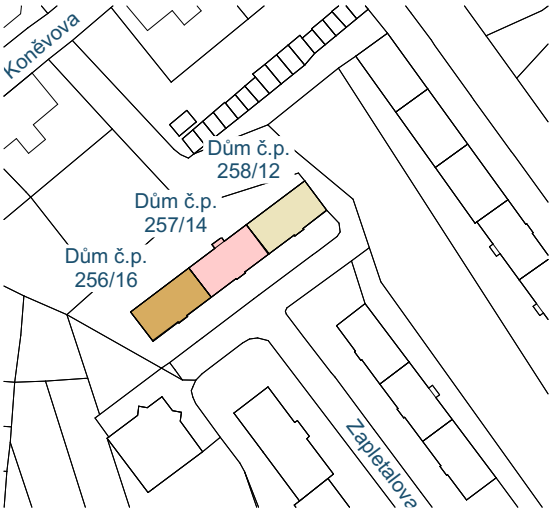 Koněvova
Dům č.p.
258/12
Dům č.p.
257/14
Dům č.p.
256/16
Zapletalova